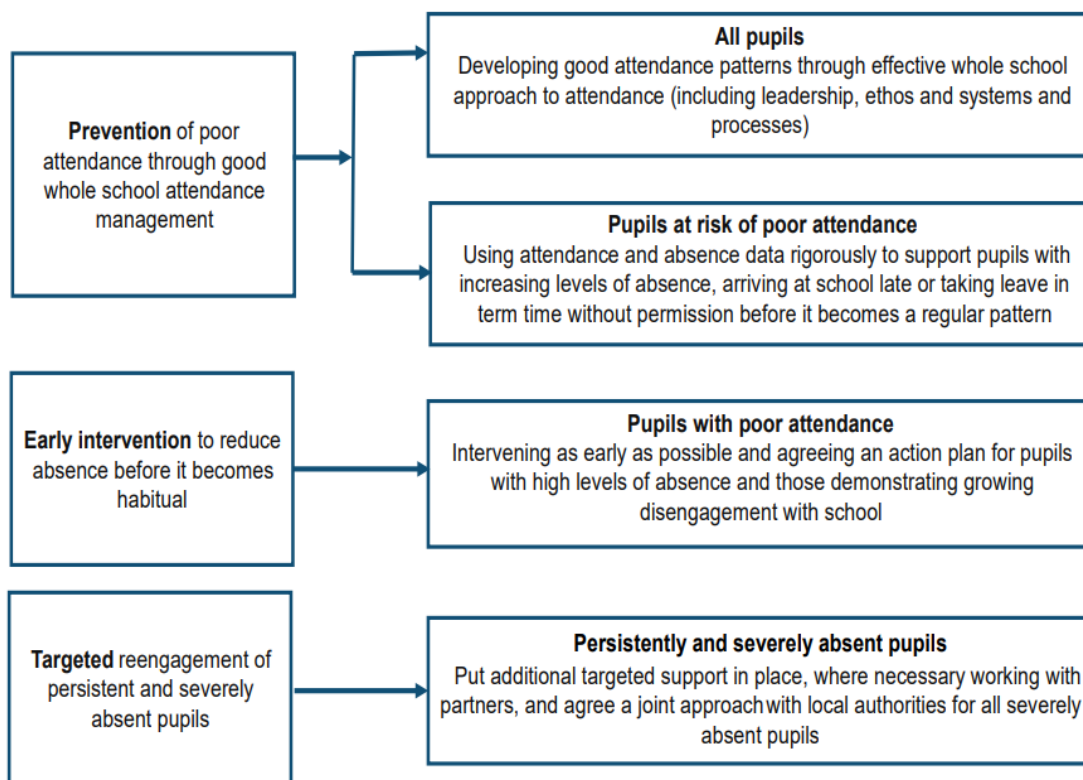 Prevention of poor
attendance through good
whole school attendance
management
All pupils
Developing good attendance patterns through effective whole school
approach to attendance (including leadership, ethos and systems and
processes)
Pupils at risk of poor attendance
Using attendance and absence data rigorously to support pupils with
increasing levels of absence, arriving at school late or taking leave in
term time without permission before it becomes a regular pattern
Early intervention to reduce
absence before it becomes
habitual
Pupils with poor attendance
Intervening as early as possible and agreeing an action plan for pupils
with high levels of absence and those demonstrating growing
disengagement with school
Targeted reengagement of
persistent and severely
absent pupils
Persistently and severely absent pupils
Put additional targeted support in place, where necessary working with
partners, and agree a joint approach with local authorities for all severely
absent pupils